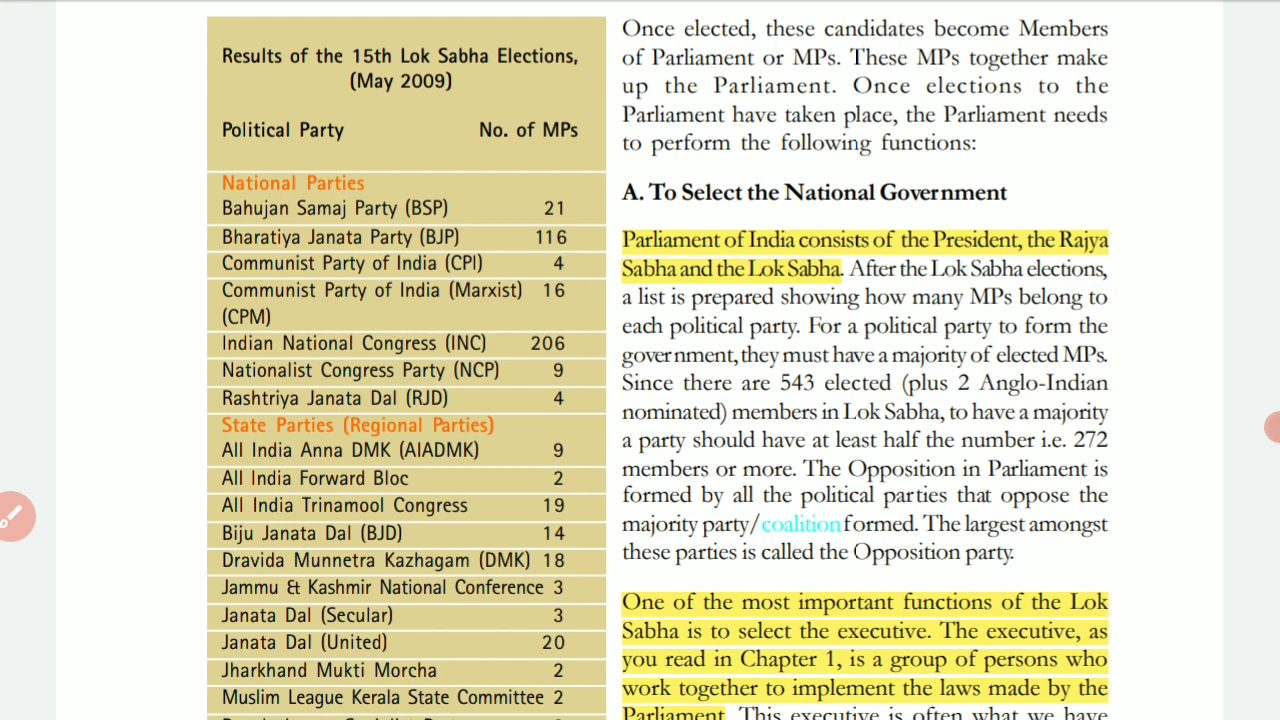 Results of the 15th Lok Sabha Elections,
(May 2009)
Political Party No. of MPs
National Parties
Bahujan Samaj Party (BSP) 21
Bharatiya Janata Party (BJP) 116
Communist Party of India (CPI) 4
Communist Party of India (Marxist) 16
(CPM)
Indian National Congress (INC) 206
Nationalist Congress Party (NCP) 9
Rashtriya Janata Dal (RJD) 4
State Parties (Regional Parties)
All India Anna DMK (AIADMK) 9
All India Forward Bloc 2
All India Trinamool Congress 19
Biju Janata Dal (BJD) 14
Dravida Munnetra Kazhagam (DMK) 18
Jammu & Kashmir National Conference 3
Janata Dal (Secular) 3
Janata Dal (United) 20
Jharkhand Mukti Morcha 2
Muslim League Kerala State Committee 2
Once elected, these candidates become Members
of Parliament or MPs. These MPs together make
up the Parliament. Once elections to the
Parliament have taken place, the Parliament needs
to perform the following functions:
A. To Select the National Government
Parliament of India consists of the President, the Rajya
Sabha and the Lok Sabha. After the Lok Sabha elections,
a list is prepared showing how many MPs belong to
each political party. For a political party to form the
government, they must have a majority of elected MPs.
Since there are 543 elected (plus 2 Anglo-Indian
nominated) members in Lok Sabha, to have a majority
a party should have at least half the number i.e. 272
members or more. The Opposition in Parliament is
formed by all the political parties that oppose the
majority party/coalition formed. The largest amongst
these parties is called the Opposition party.
One of the most important functions of the Lok
Sabha is to select the executive. The executive, as
you read in Chapter 1, is a group of persons who
work together to implement the laws made by the
Parliament. This executive is often what we have